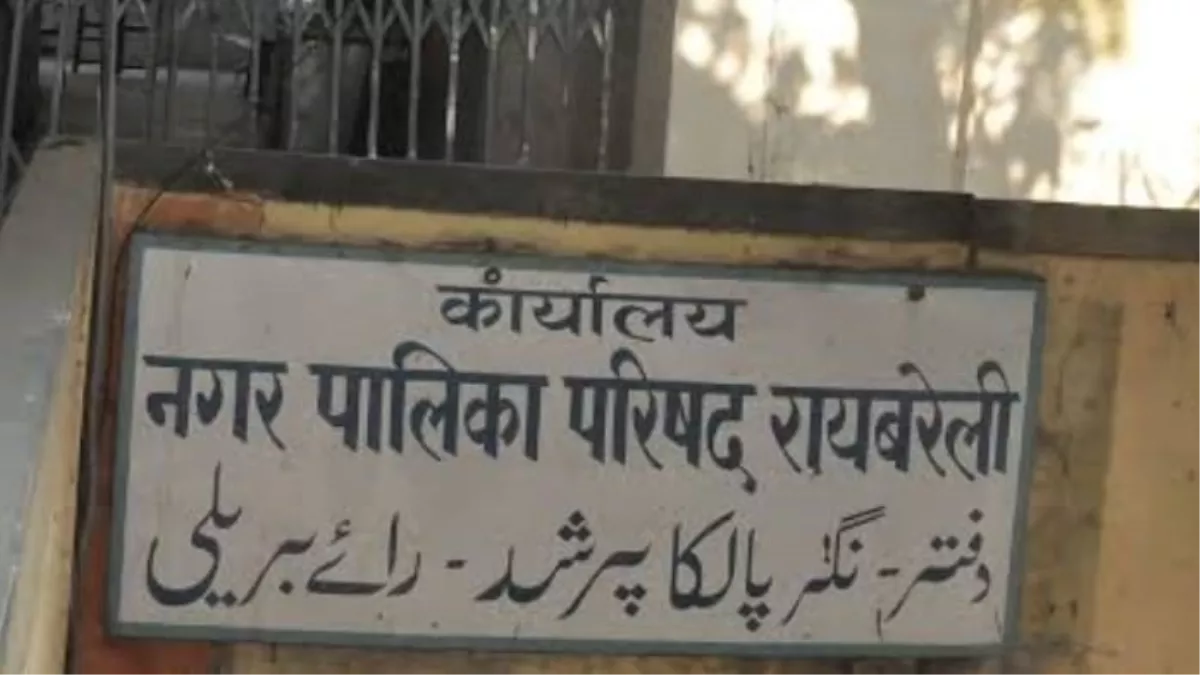 कार्यालय
नगर पालिका परिषद् रायबरेली
دفتر - نگر پالکا پرشد - رائے بریلی